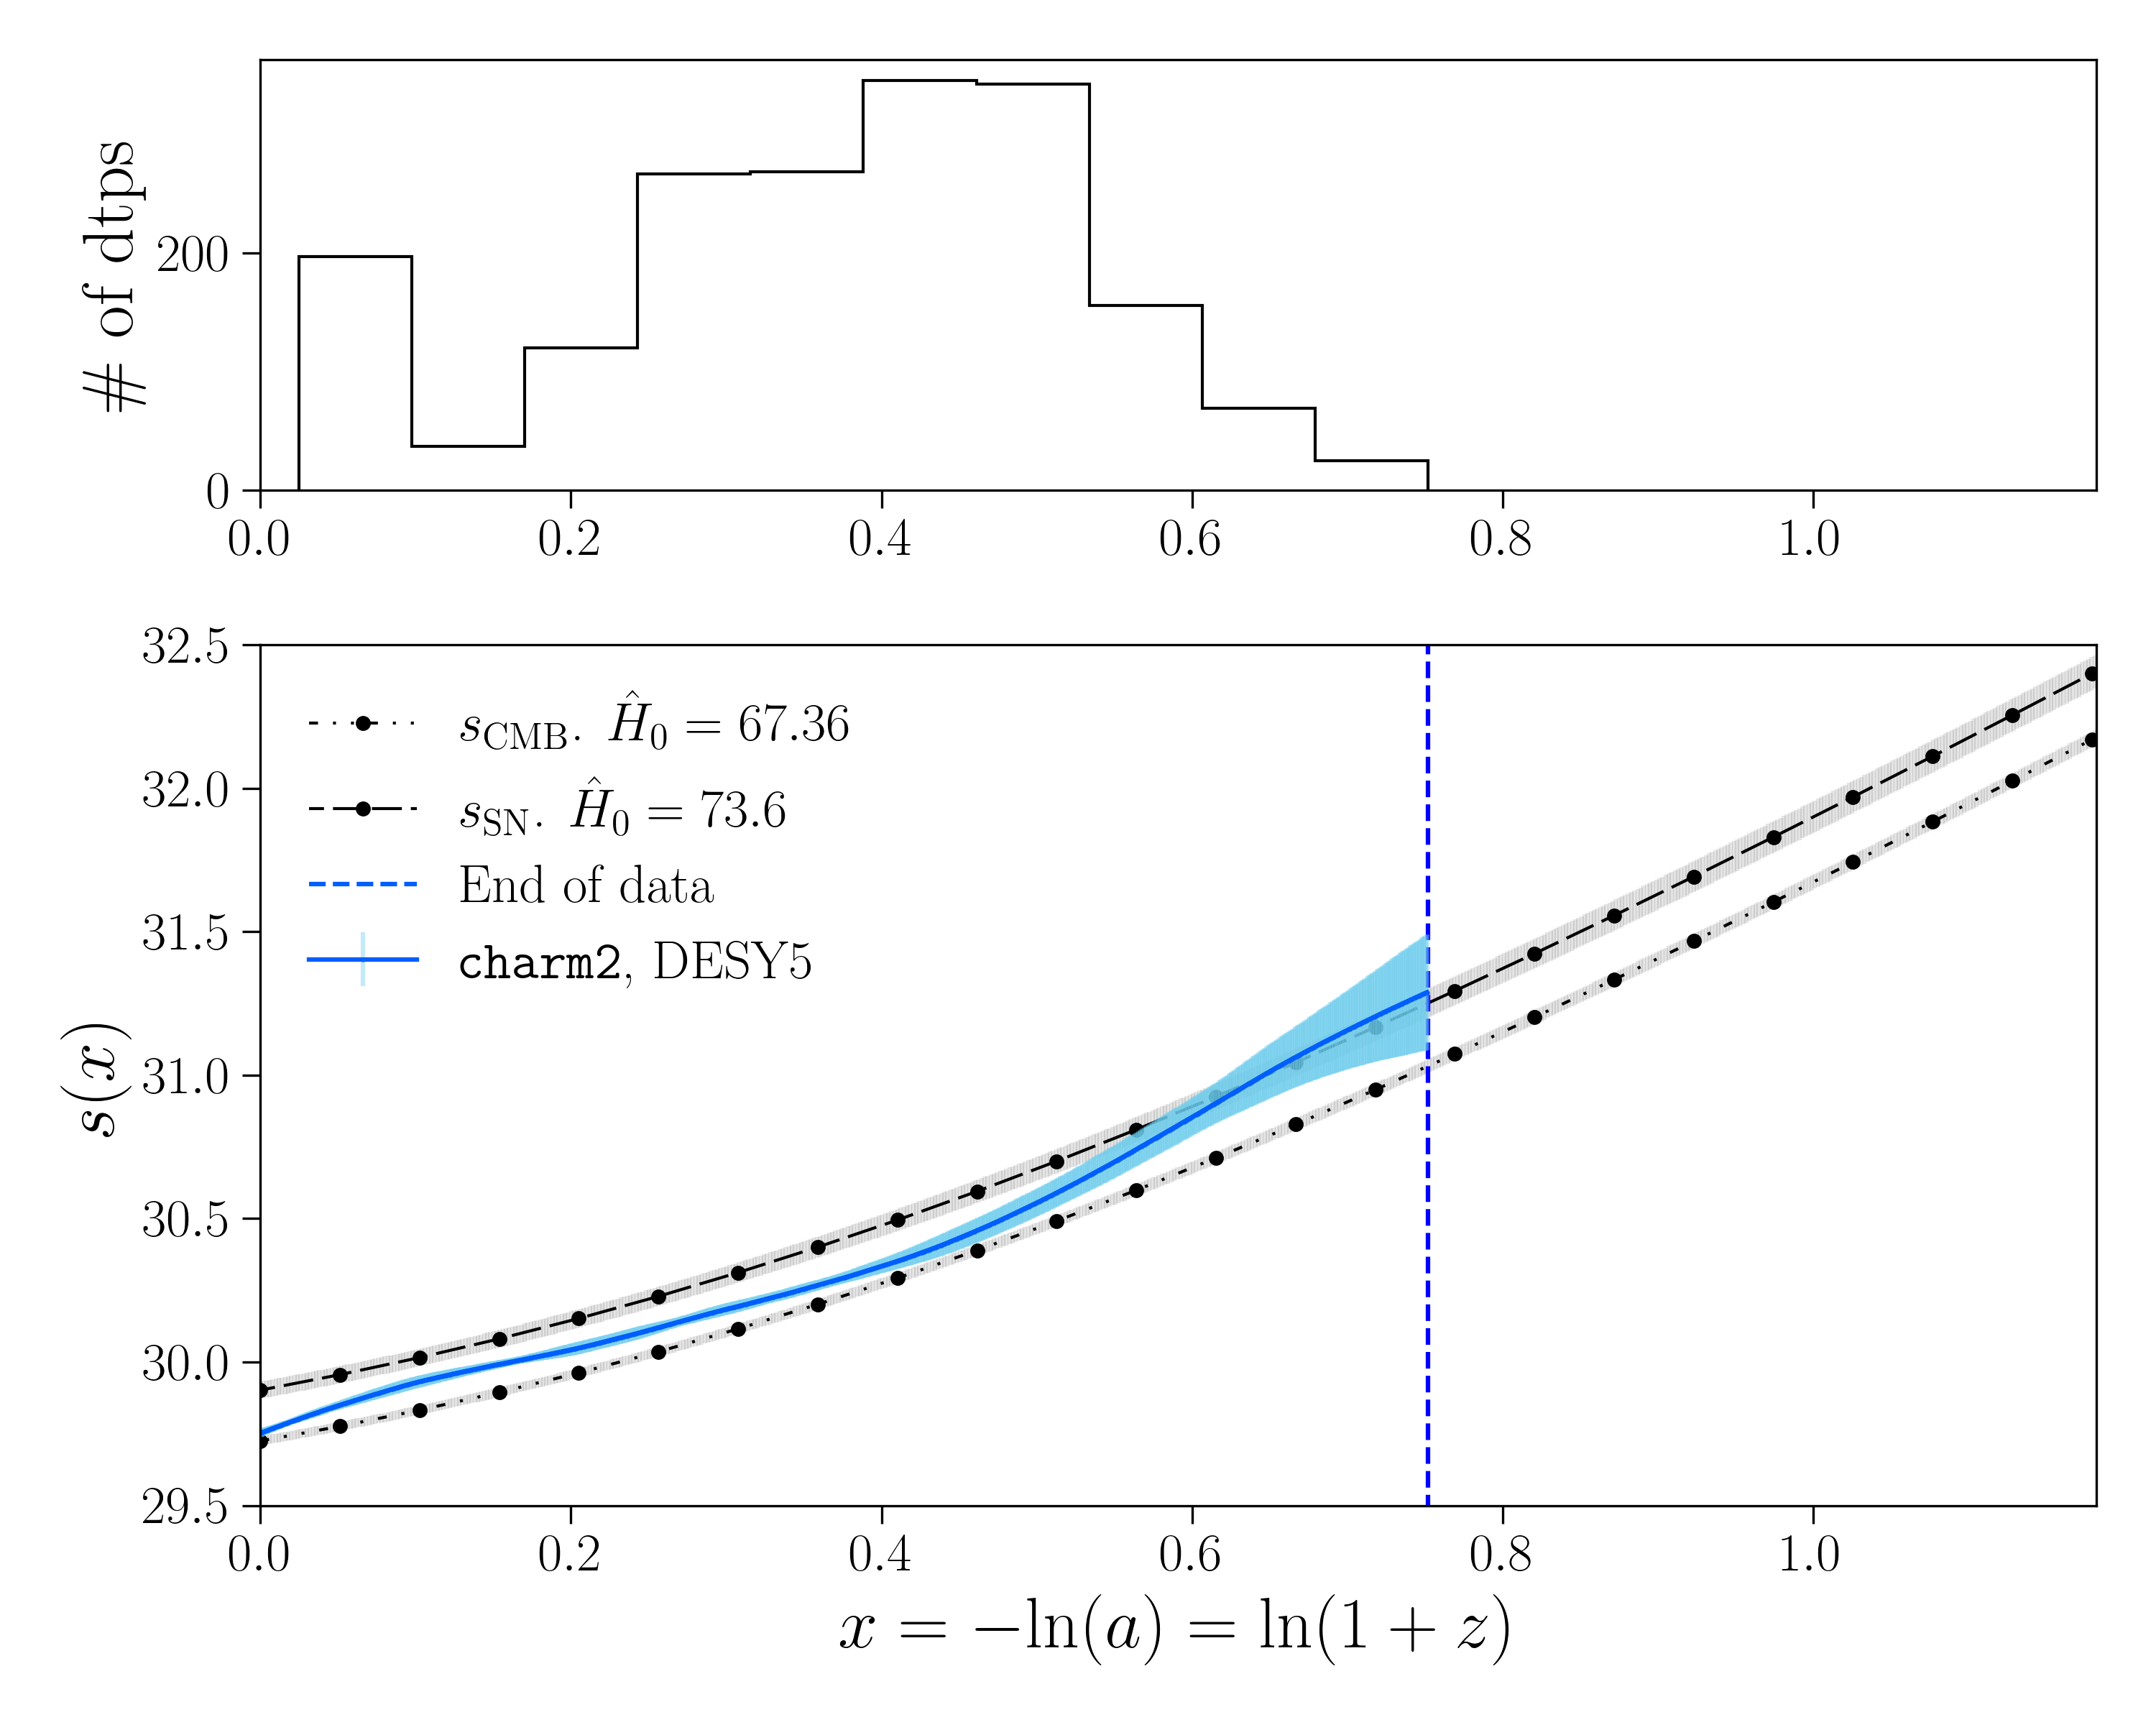 # of dtps
200
0
0.0 0.2 0.4 0.6 0.8 1.0
s(x)
32.5
32.0
31.5
31.0
30.5
30.0
29.5
s_CMB. Ĥ_0 = 67.36
s_SN. Ĥ_0 = 73.6
End of data
charm2, DESY5
0.0 0.2 0.4 0.6 0.8 1.0
x = −ln(a) = ln(1 + z)